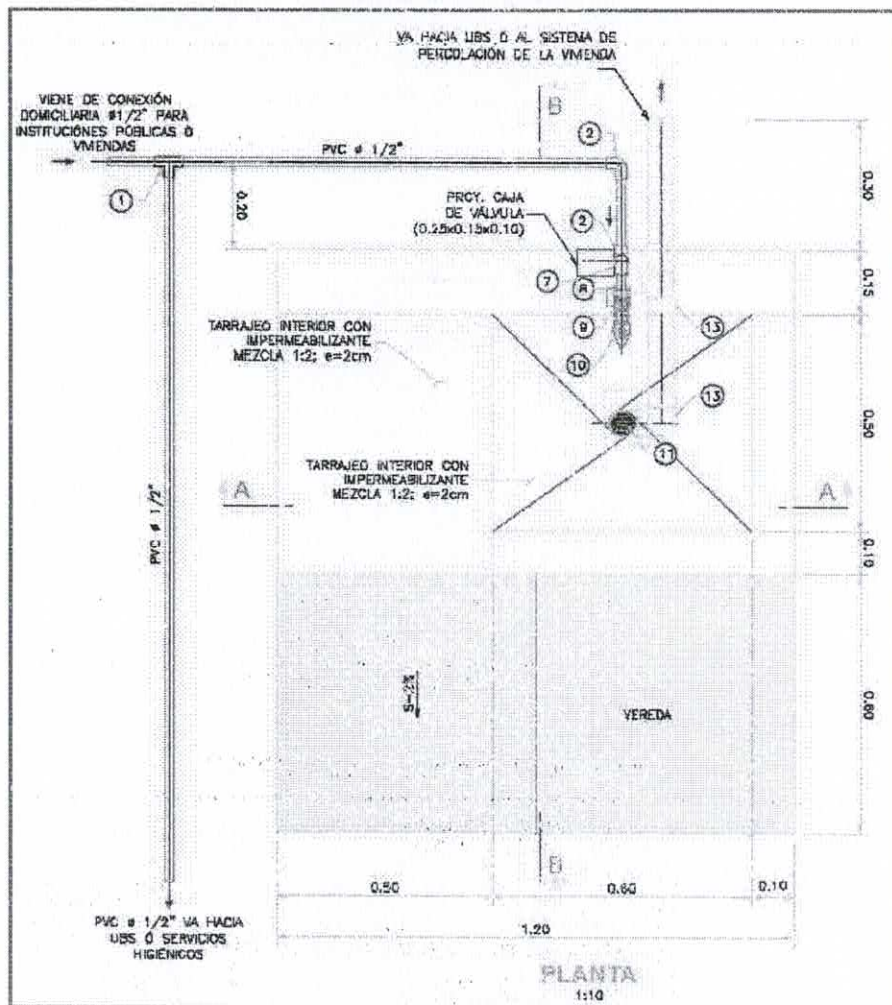 VA HACIA UBS Ó AL SISTEMA DE
PERCOLACIÓN DE LA VIVIENDA
VIENE DE CONEXIÓN
DOMICILIARIA ø1/2" PARA
INSTITUCIÓNES PÚBLICAS Ó
VIVIENDAS
B
2
PVC ø 1/2"
1
0.20
PROY. CAJA
DE VÁLVULA
(0.25x0.15x0.10)
2
7
8
9
10
13
13
11
0.30
0.15
0.50
0.10
TARRAJEO INTERIOR CON
IMPERMEABILIZANTE
MEZCLA 1:2; e=2cm
TARRAJEO INTERIOR CON
IMPERMEABILIZANTE
MEZCLA 1:2; e=2cm
A
A
PVC ø 1/2"
S=2%
VEREDA
B
0.50
0.60
0.10
1.20
PVC ø 1/2" VA HACIA
UBS Ó SERVICIOS
HIGIÉNICOS
PLANTA
1:10